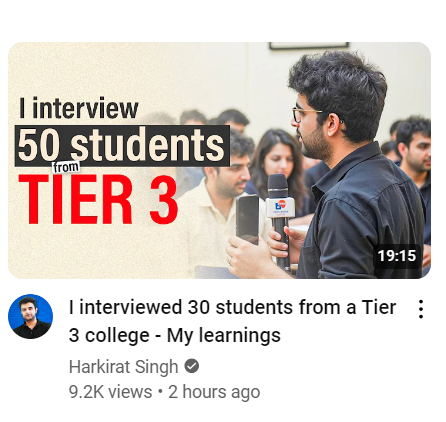 I interview
50 students
from
TIER 3
19:15
I interviewed 30 students from a Tier
3 college - My learnings
Harkirat Singh
9.2K views • 2 hours ago